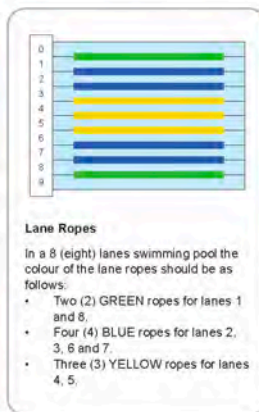 0
1
2
3
4
5
6
7
8
9
Lane Ropes
In a 8 (eight) lanes swimming pool the
colour of the lane ropes should be as
follows:
• Two (2) GREEN ropes for lanes 1
and 8.
• Four (4) BLUE ropes for lanes 2,
3, 6 and 7.
• Three (3) YELLOW ropes for lanes
4, 5.